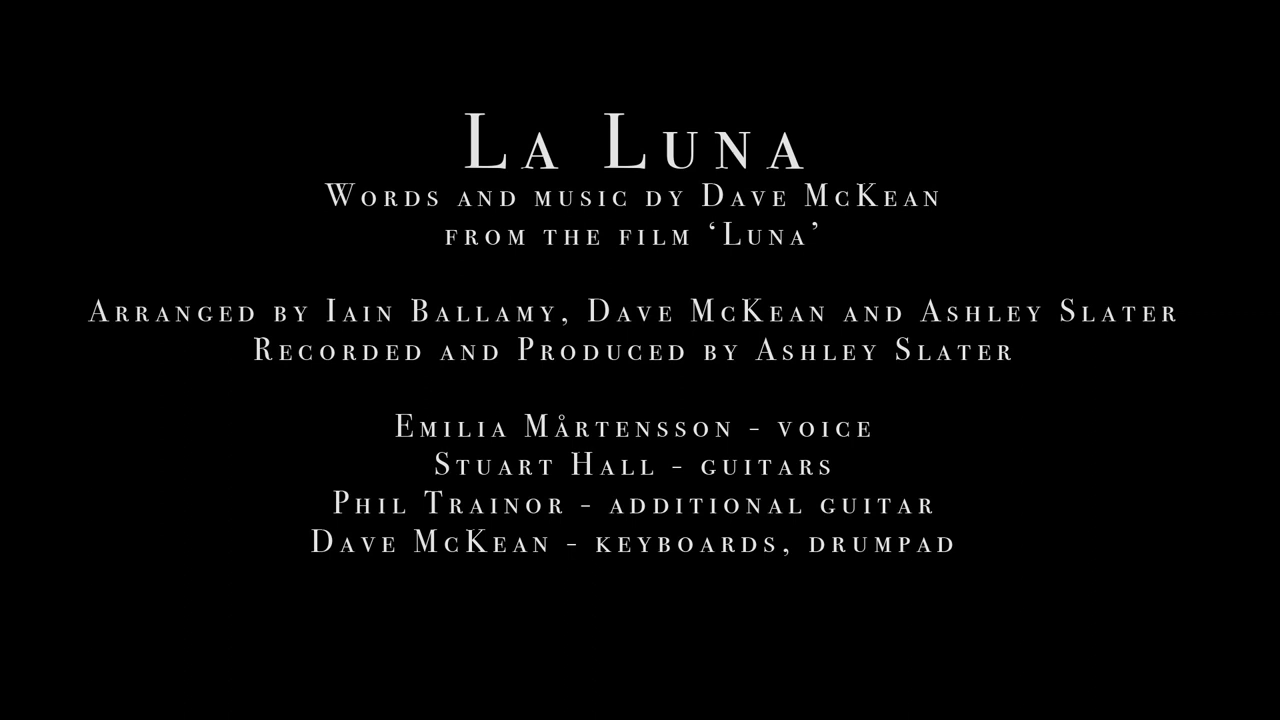 La Luna
Words and music dy Dave McKean
from the film ‘Luna’
Arranged by Iain Ballamy, Dave McKean and Ashley Slater
Recorded and Produced by Ashley Slater
Emilia Mårtensson - voice
Stuart Hall - guitars
Phil Trainor - additional guitar
Dave McKean - keyboards, drumpad